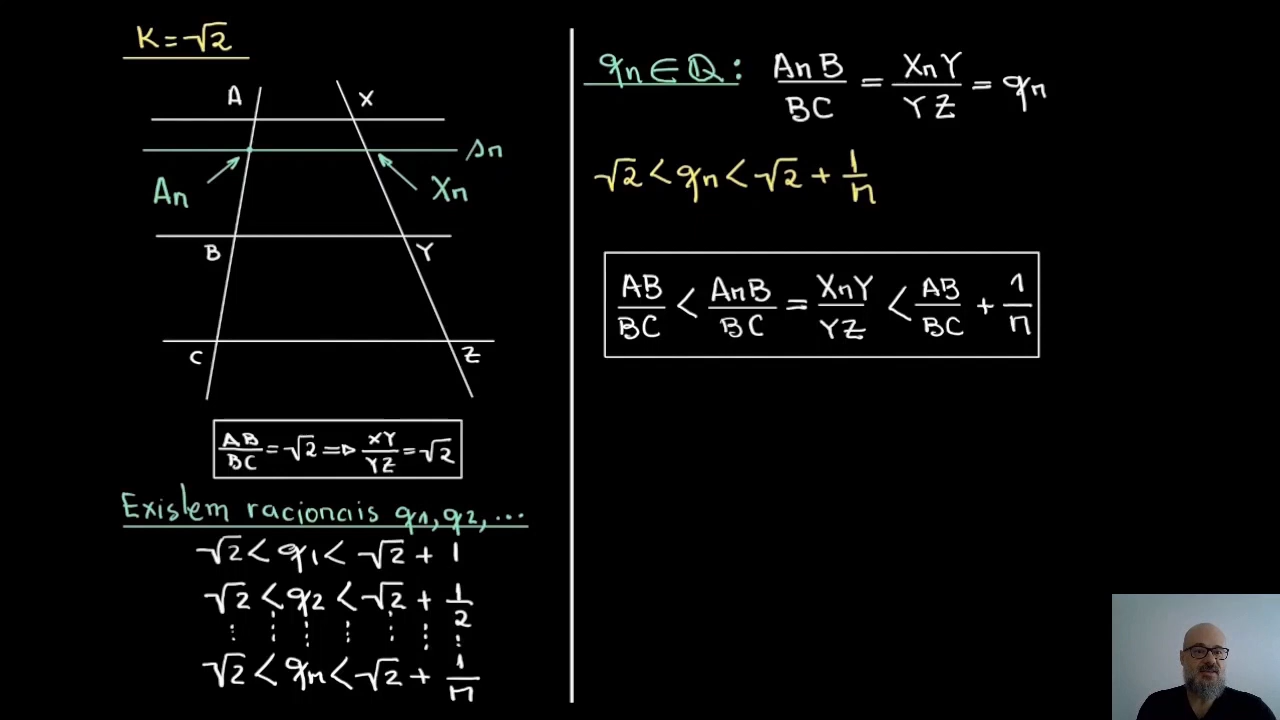 K = √2
A X
sn
An Xn
B Y
C Z
AB/BC = √2 ⇒ XY/YZ = √2
Existem racionais q1, q2, ...
√2 < q1 < √2 + 1
√2 < q2 < √2 + 1/2
√2 < qn < √2 + 1/n
qn ∈ ℚ: AnB/BC = XnY/YZ = qn
√2 < qn < √2 + 1/n
AB/BC < AnB/BC = XnY/YZ < AB/BC + 1/n